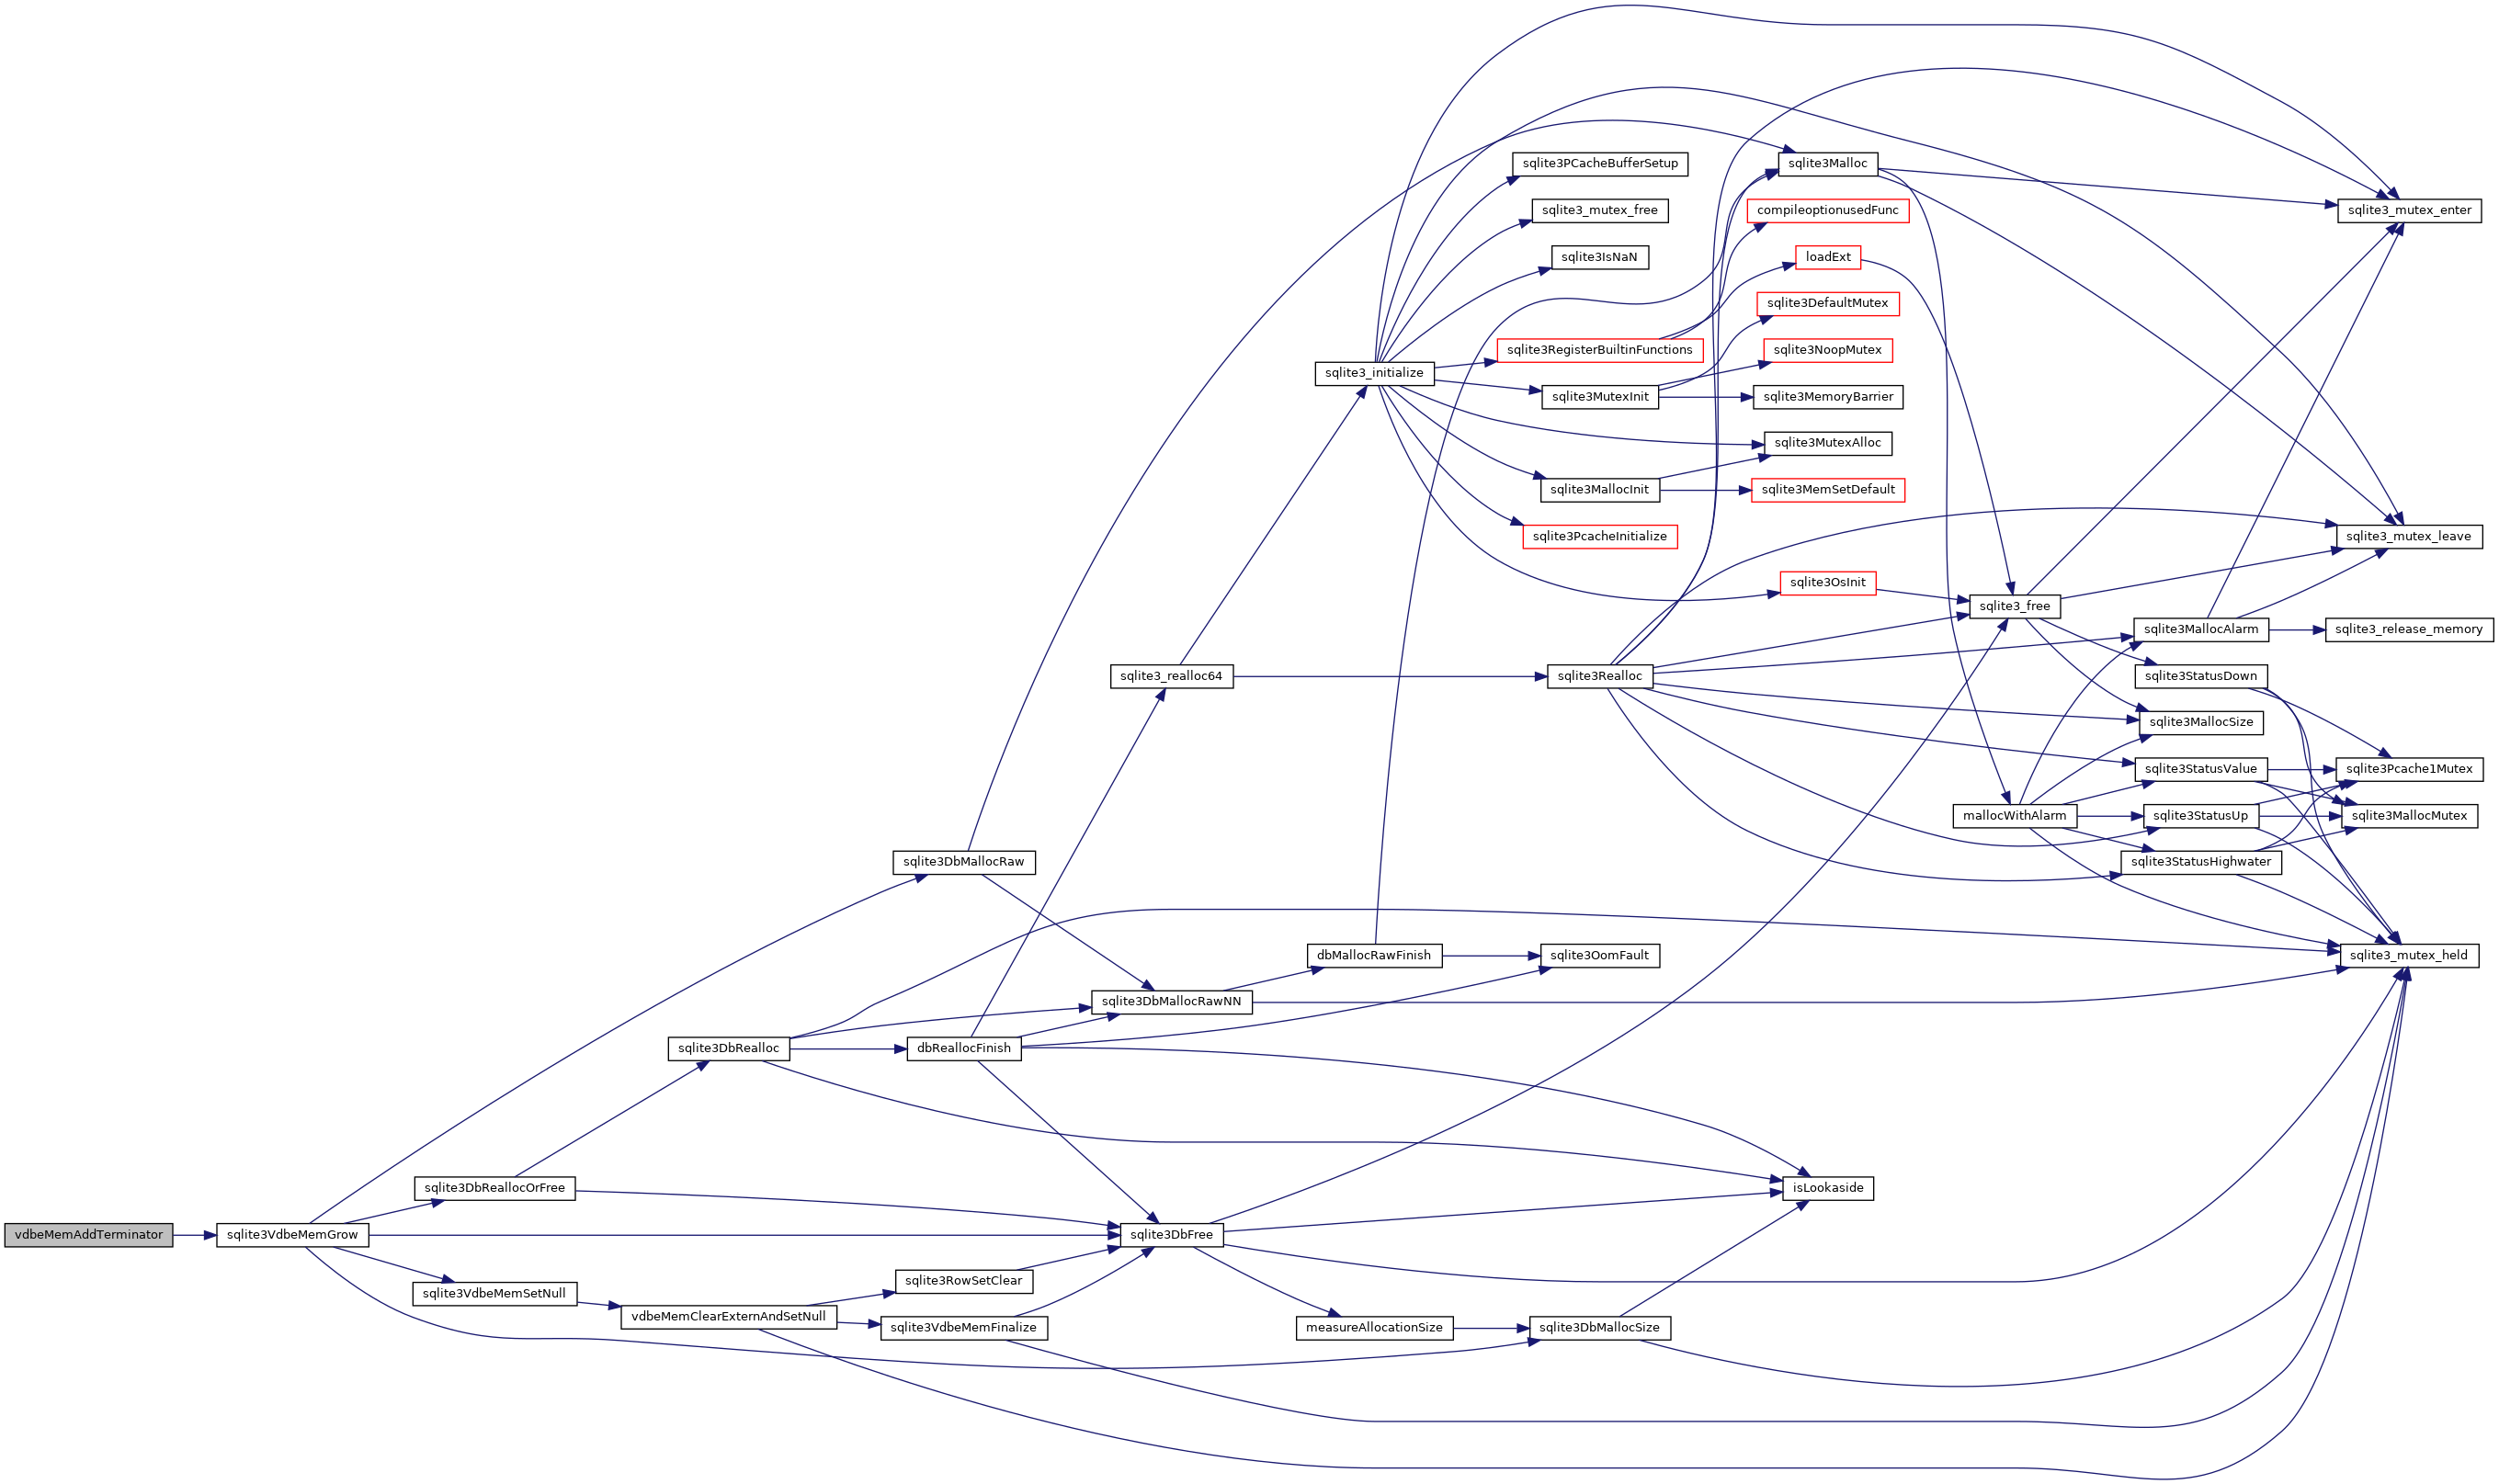 vdbeMemAddTerminator
sqlite3VdbeMemGrow
sqlite3DbReallocOrFree
sqlite3VdbeMemSetNull
sqlite3DbRealloc
vdbeMemClearExternAndSetNull
sqlite3DbMallocRaw
dbReallocFinish
sqlite3RowSetClear
sqlite3VdbeMemFinalize
sqlite3_realloc64
sqlite3DbMallocRawNN
sqlite3DbFree
sqlite3_initialize
dbMallocRawFinish
measureAllocationSize
sqlite3PCacheBufferSetup
sqlite3_mutex_free
sqlite3IsNaN
sqlite3RegisterBuiltinFunctions
sqlite3MutexInit
sqlite3MallocInit
sqlite3PcacheInitialize
sqlite3Realloc
sqlite3OomFault
sqlite3DbMallocSize
sqlite3Malloc
compileoptionusedFunc
loadExt
sqlite3DefaultMutex
sqlite3NoopMutex
sqlite3MemoryBarrier
sqlite3MutexAlloc
sqlite3MemSetDefault
sqlite3OsInit
isLookaside
sqlite3_free
mallocWithAlarm
sqlite3MallocAlarm
sqlite3StatusDown
sqlite3MallocSize
sqlite3StatusValue
sqlite3StatusUp
sqlite3StatusHighwater
sqlite3_mutex_enter
sqlite3_mutex_leave
sqlite3_release_memory
sqlite3Pcache1Mutex
sqlite3MallocMutex
sqlite3_mutex_held